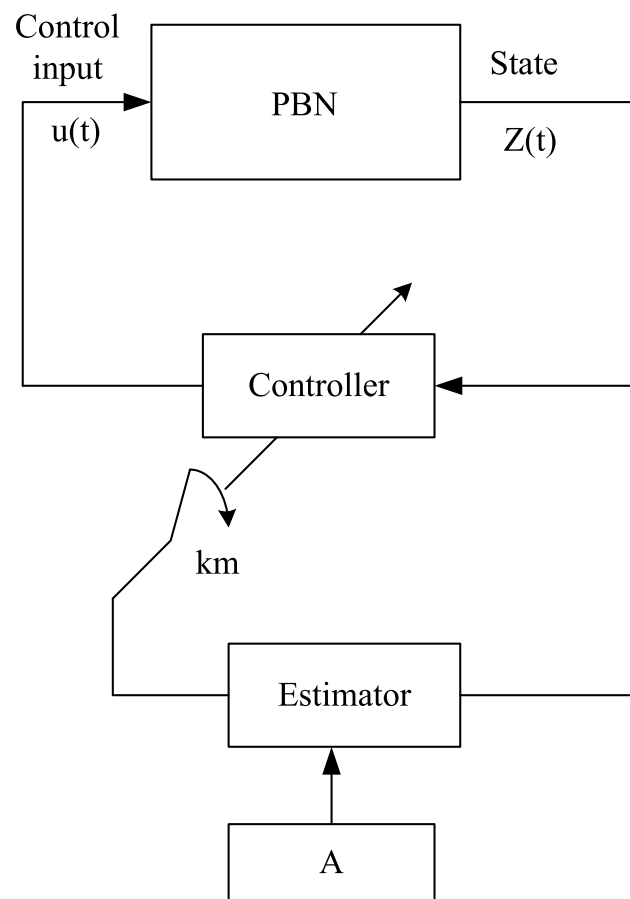 Control
input
u(t)
PBN
State
Z(t)
Controller
km
Estimator
A